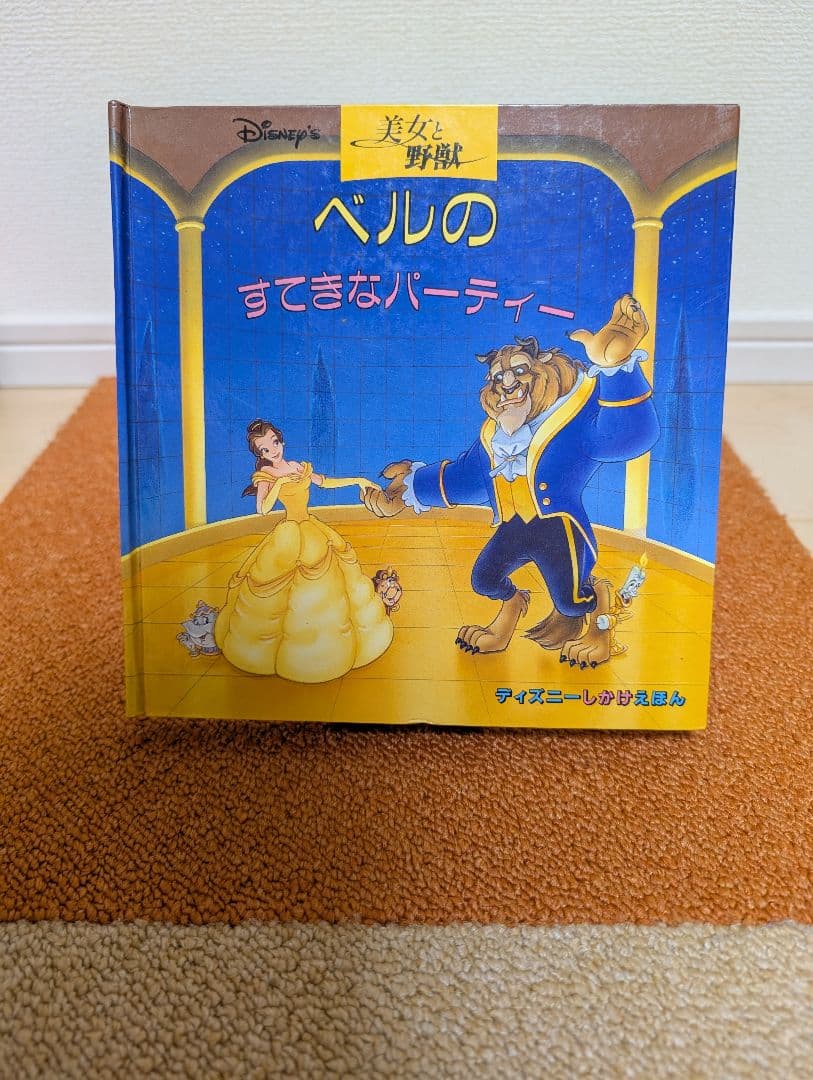 Disney's
美女と
野獣
ベルの
すてきなパーティー
ディズニーしかけえほん